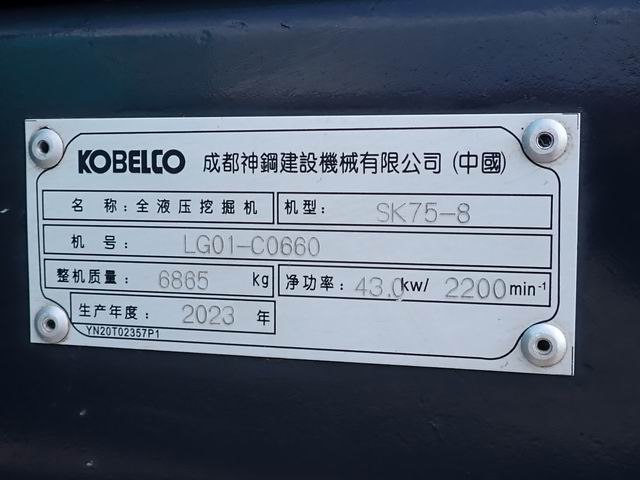 KOBELCO 成都神鋼建設機械有限公司 (中國)
名 称: 全液压挖掘机 机型: SK75-8
机 号: LG01-C0660
整机质量: 6865 kg 净功率: 43.0 kw/ 2200 min-1
生产年度: 2023 年
YN20T02357P1